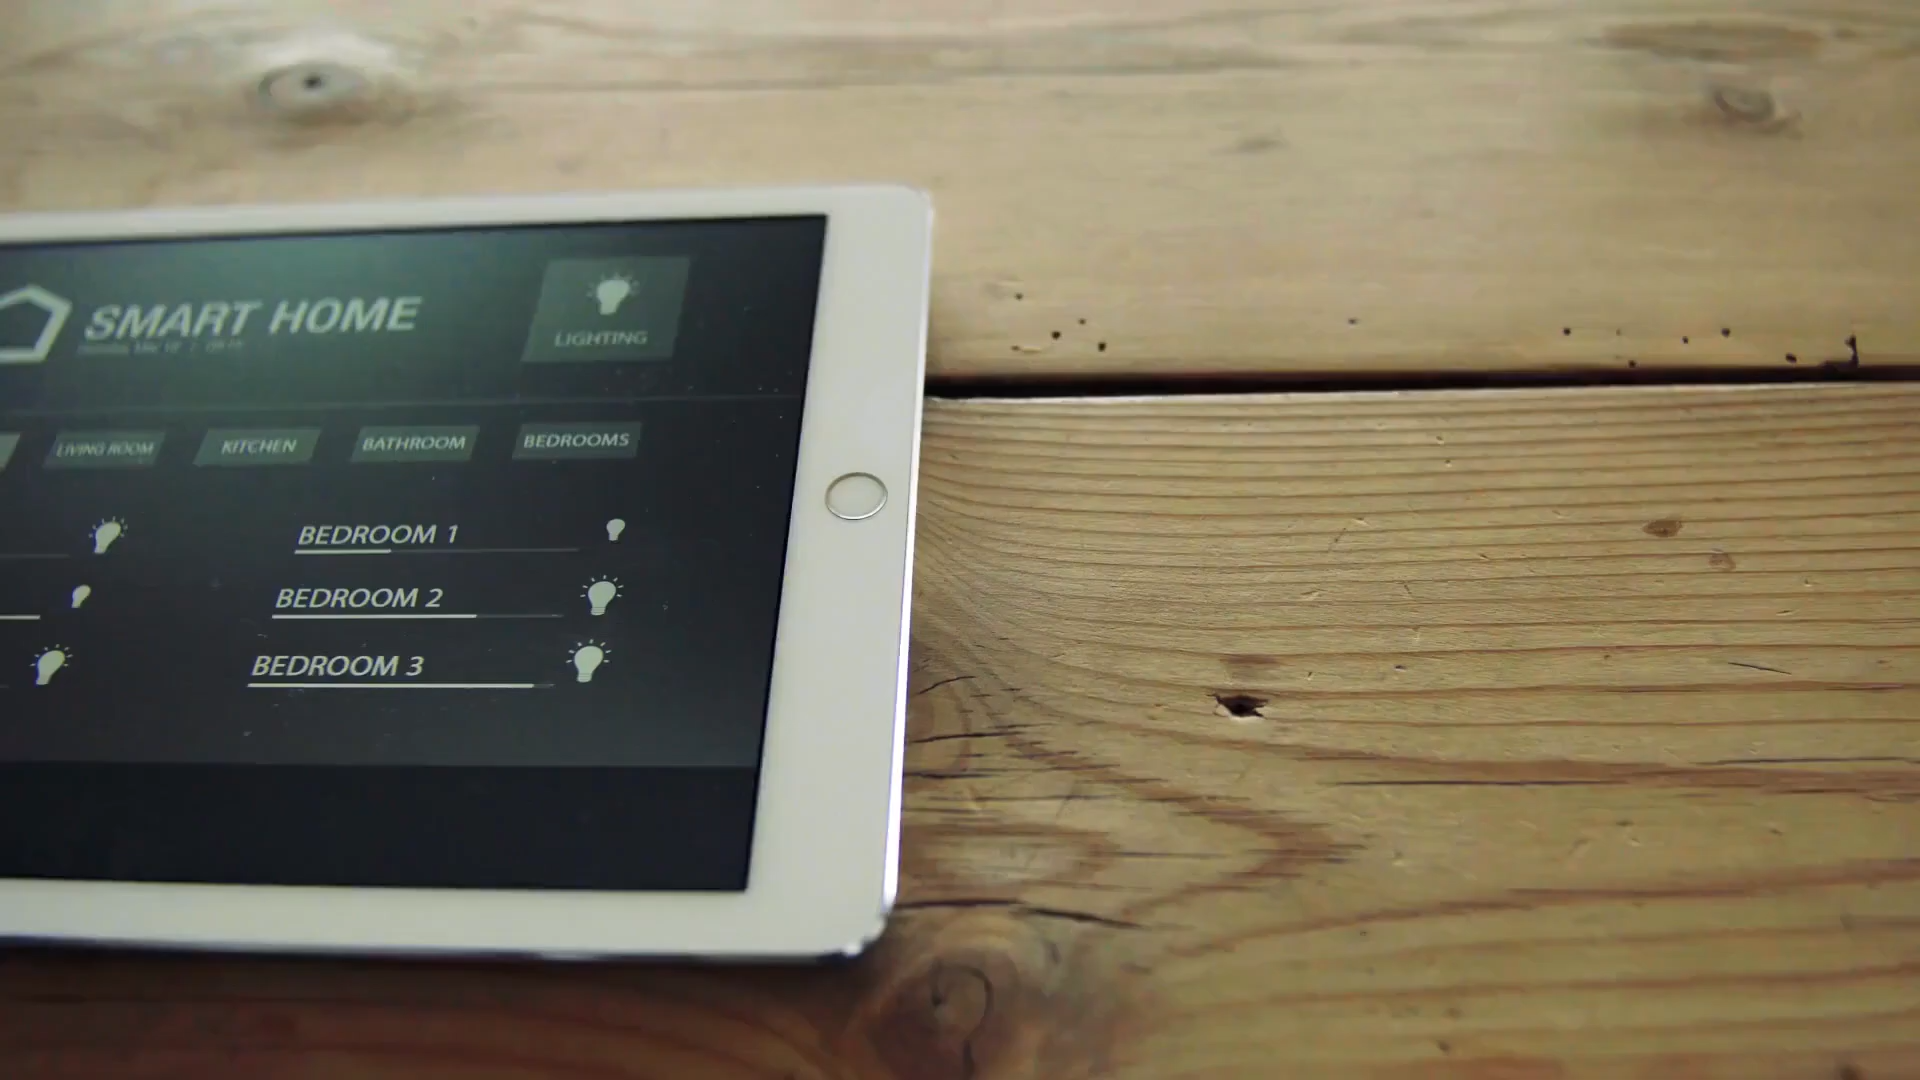 SMART HOME
LIGHTING
LIVING ROOM
KITCHEN
BATHROOM
BEDROOMS
BEDROOM 1
BEDROOM 2
BEDROOM 3